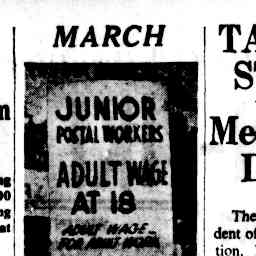 MARCH
JUNIOR
POSTAL WORKERS
ADULT WAGE
AT 18
ADULT WAGE
FOR ADULT WORK
TA
S
Me
The
dent of
tion.